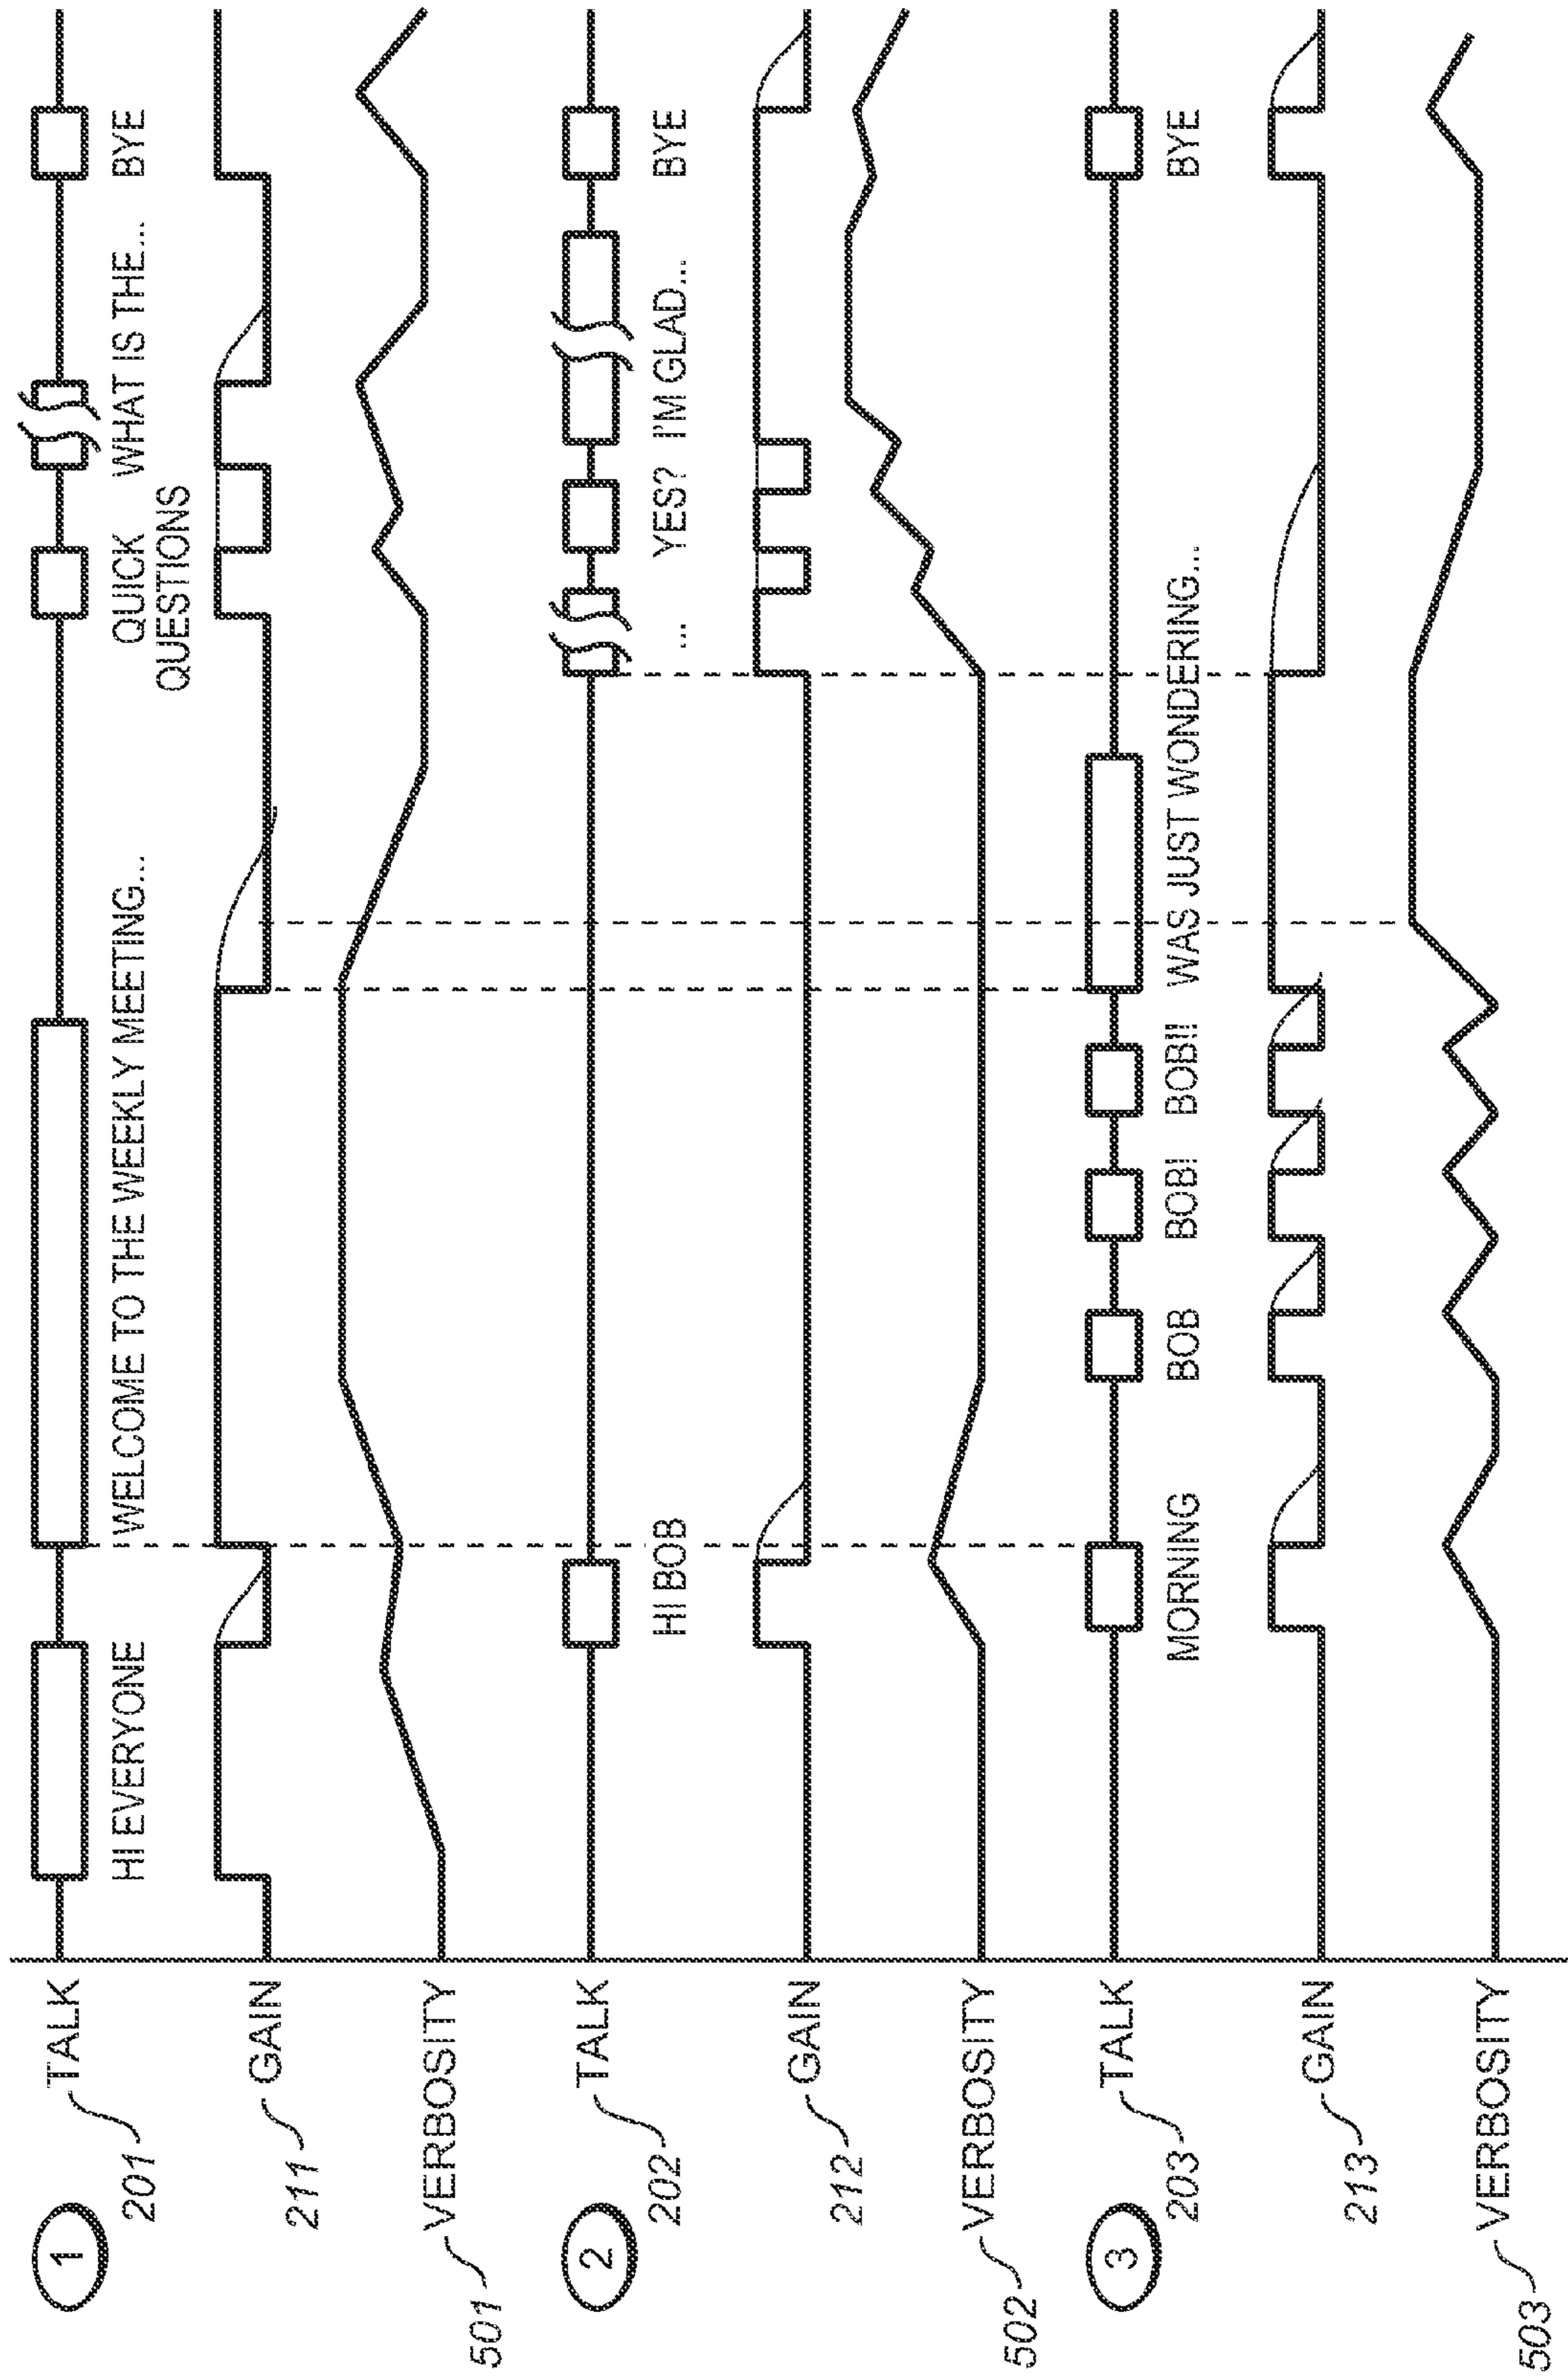 1
TALK
201
HI EVERYONE
WELCOME TO THE WEEKLY MEETING...
QUICK
QUESTIONS
WHAT IS THE...
BYE
GAIN
211
VERBOSITY
501
2
TALK
202
HI BOB
...
YES?
I'M GLAD...
BYE
GAIN
212
VERBOSITY
502
3
TALK
203
MORNING
BOB
BOB!
BOB!!
WAS JUST WONDERING...
BYE
GAIN
213
VERBOSITY
503